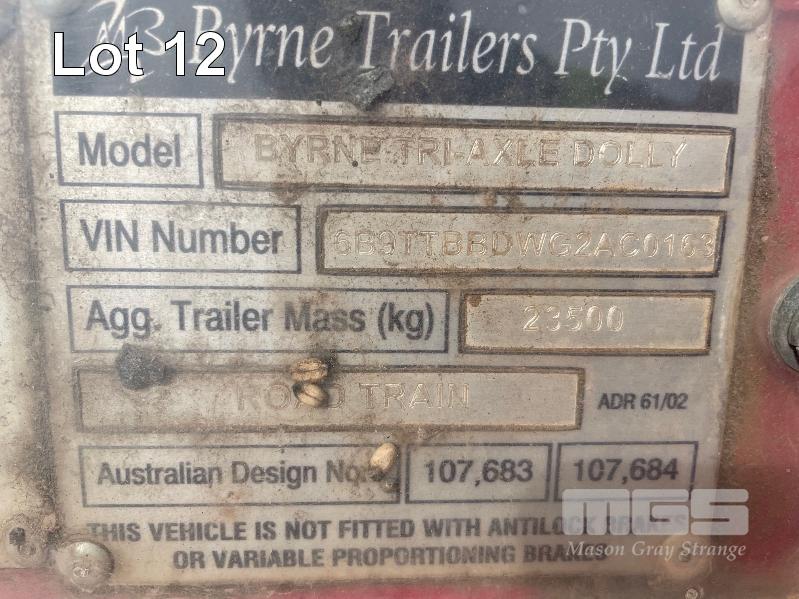 Lot 12
Byrne Trailers Pty Ltd
Model BYRNE TRI-AXLE DOLLY
VIN Number 6B9TTBBDWG2AC0163
Agg. Trailer Mass (kg) 23500
ROAD TRAIN ADR 61/02
Australian Design No. 107,683 107,684
THIS VEHICLE IS NOT FITTED WITH ANTILOCK BRAKES
OR VARIABLE PROPORTIONING BRAKES
MGS
Mason Gray Strange